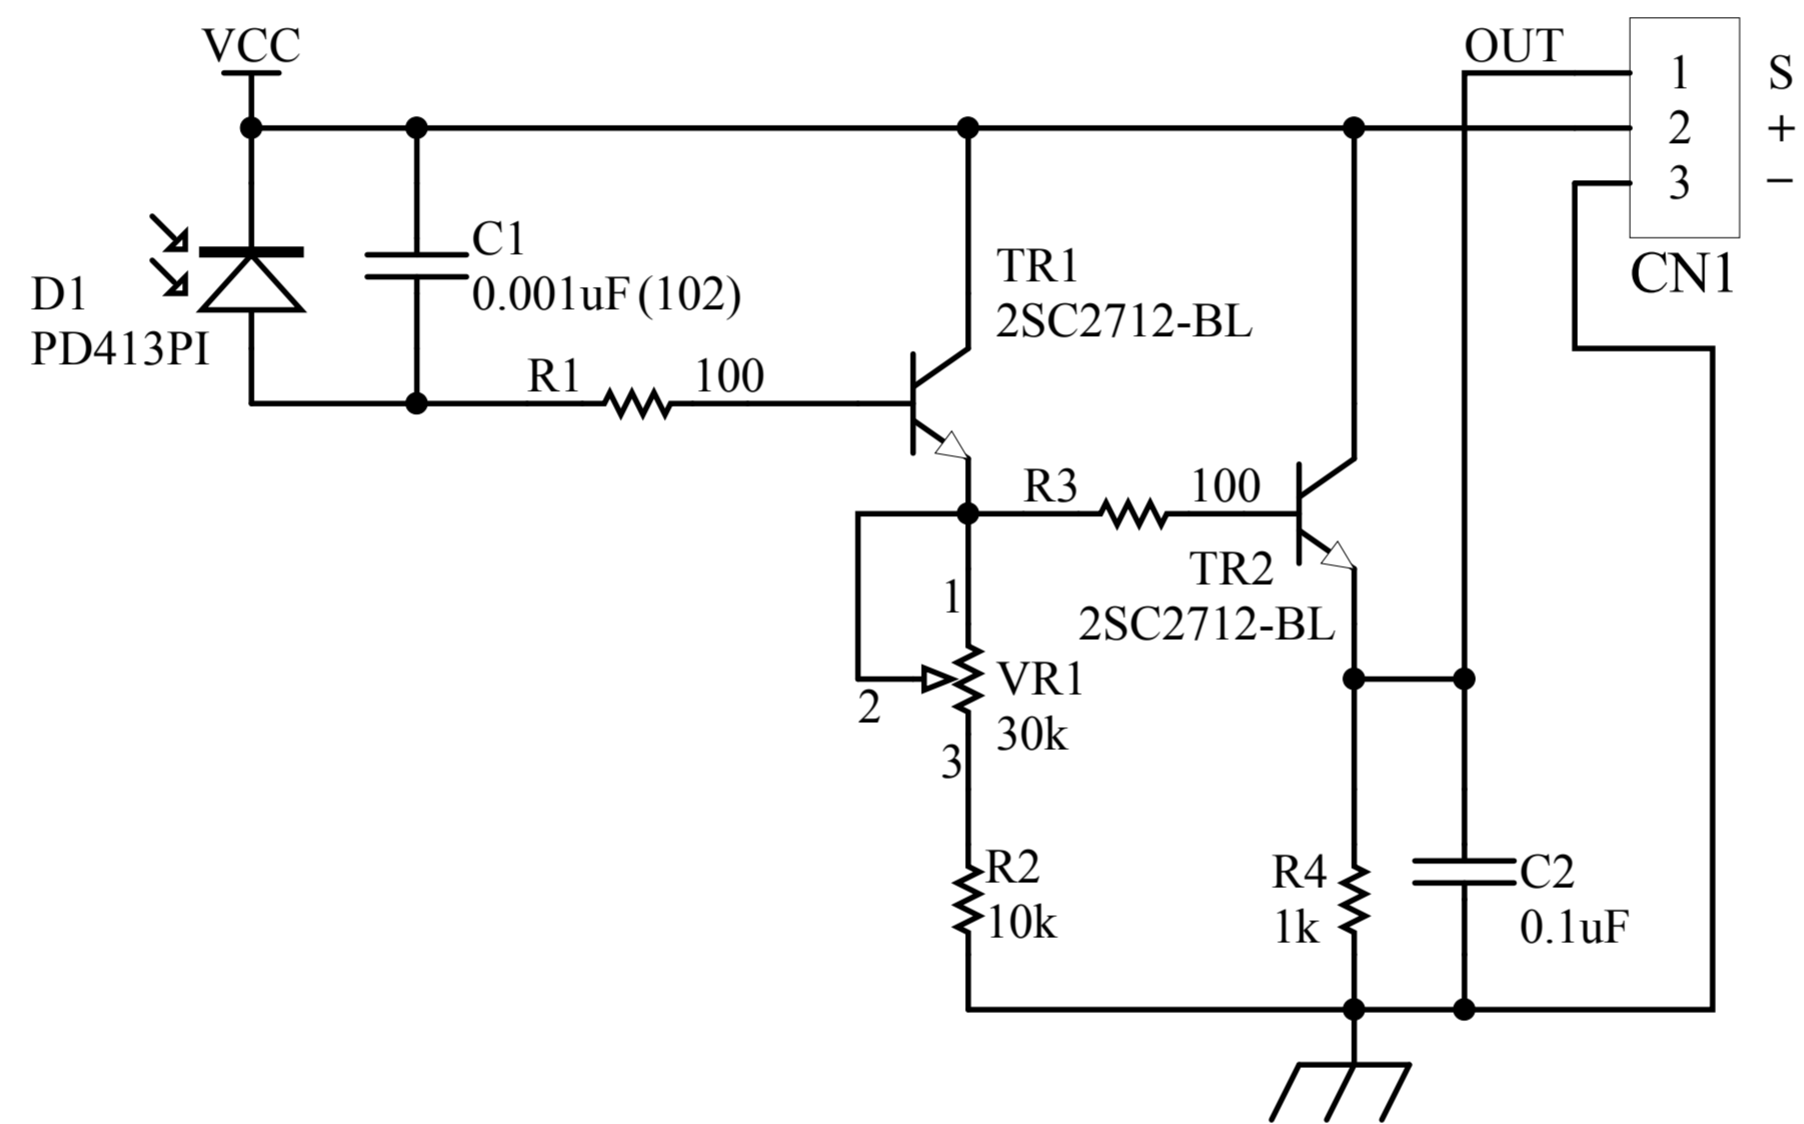 VCC
OUT
1 S
2 +
3 −
CN1
D1
PD413PI
C1
0.001uF(102)
R1 100
TR1
2SC2712-BL
R3 100
TR2
2SC2712-BL
1
2
3
VR1
30k
R2
10k
R4
1k
C2
0.1uF